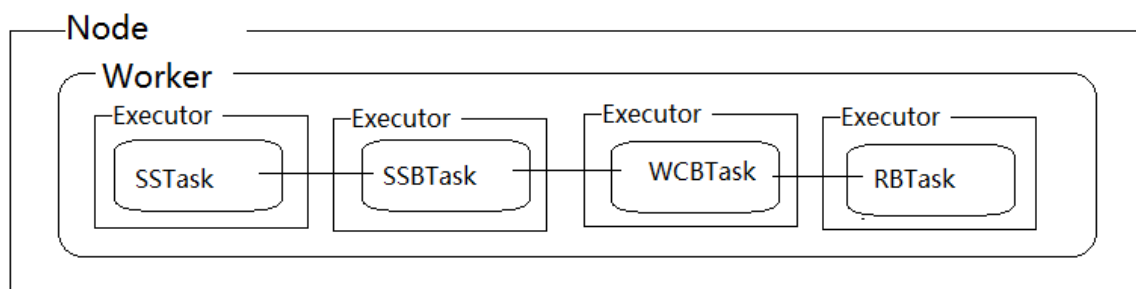 Node
Worker
Executor
Executor
Executor
Executor
SSTask
SSBTask
WCBTask
RBTask